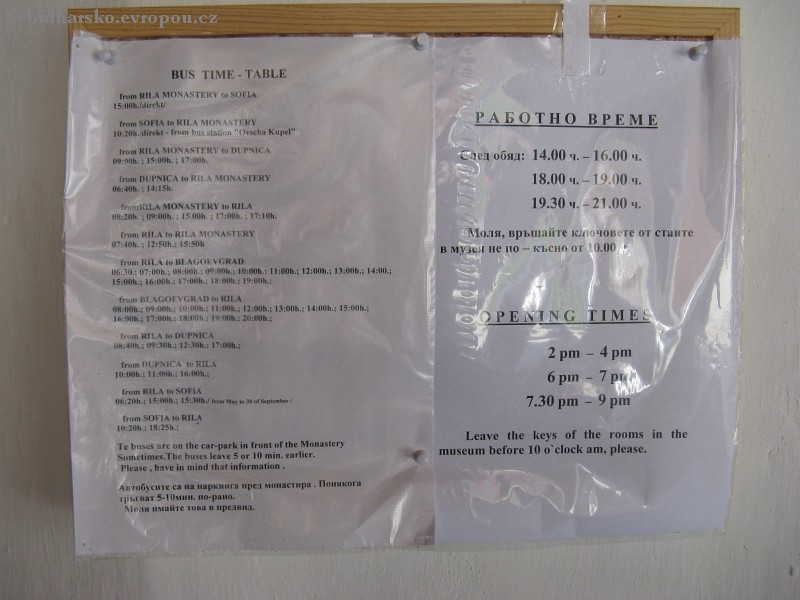 bulharsko.evropou.cz
BUS TIME - TABLE
from RILA MONASTERY to SOFIA
15:00h./direkt/
from SOFIA to RILA MONASTERY
10:20h./direkt - from bus station "Ovscha Kupel"
from RILA MONASTERY to DUPNICA
09:00h. ; 15:00h. ; 17:00h.
from DUPNICA to RILA MONASTERY
06:40h. ; 14:15h.
from RILA MONASTERY to RILA
08:20h. ; 09:00h. ; 15.00h. ; 17:00h. ; 17:10h.
from RILA to RILA MONASTERY
07:40h. ; 12:50h.; 15:50h
from RILA to BLAGOEVGRAD
06:30.; 07:00h.; 08:00h.; 09:00h.; 10:00h.; 11:00h.; 12:00h.; 13:00h.; 14:00.;
15:00h.; 16:00h.; 17:00h.; 18:00h.; 19:00h.;
from BLAGOEVGRAD to RILA
08:00h.; 09:00h.; 10:00h.; 11:00h.; 12:00h.; 13:00h.; 14:00h.; 15:00h.;
16:00h.; 17:00h.; 18:00h.; 19:00h.; 20:00h.;
from RILA to DUPNICA
08:40h.; 09:30h.; 12:30h.; 17:00h.;
from DUPNICA to RILA
10:00h.; 11:00h.; 16:00h.;
from RILA to SOFIA
06:20h.; 15:00h.; 15:30h./ from May to 30 of September /
from SOFIA to RILA
10:20h.; 18:25h.;
Te buses are on the car-park in front of the Monastery
Sometimes.The buses leave 5 or 10 min. earlier.
Please , have in mind that information .
Автобусите са на паркинга пред монастира . Понякога
тръгват 5-10мин. по-рано.
Моля имайте това в предвид.
РАБОТНО ВРЕМЕ
След обяд: 14.00 ч. – 16.00 ч.
18.00 ч. – 19.00 ч.
19.30 ч. – 21.00 ч.
Моля, връщайте ключовете от стаите
в музея не по – късно от 10.00 ч.
OPENING TIMES
2 pm – 4 pm
6 pm – 7 pm
7.30 pm – 9 pm
Leave the keys of the rooms in the
museum before 10 o`clock am, please.